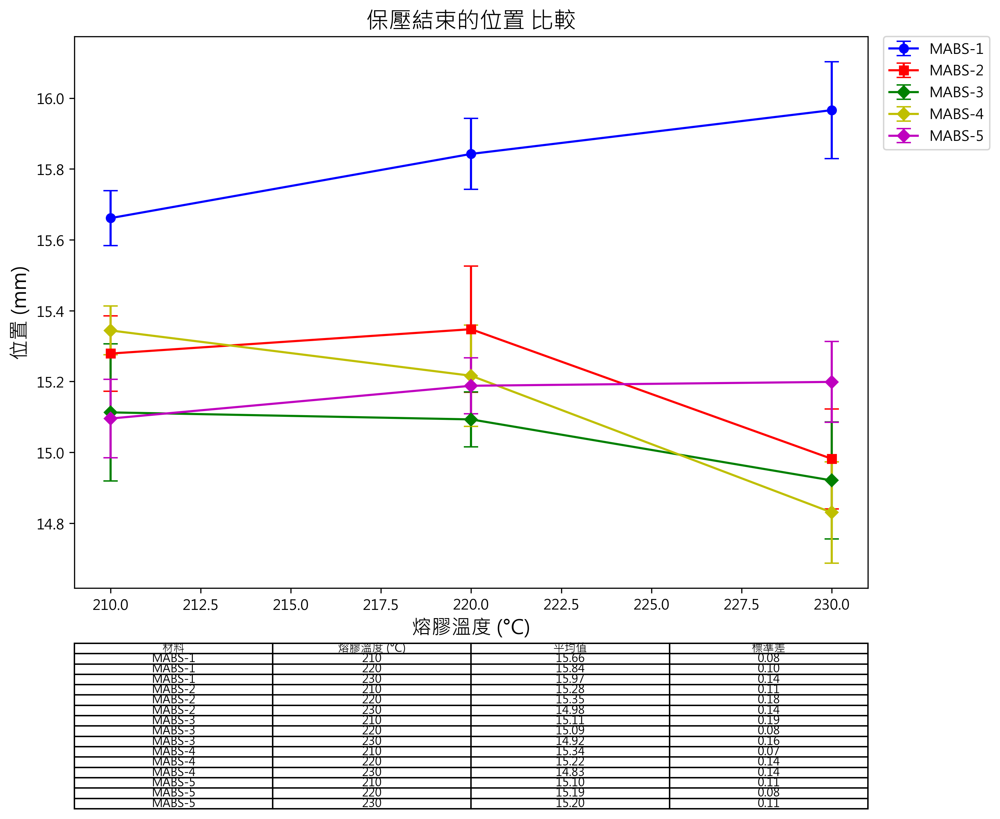 保壓結束的位置 比較
MABS-1
MABS-2
MABS-3
MABS-4
MABS-5
位置 (mm)
16.0
15.8
15.6
15.4
15.2
15.0
14.8
210.0 212.5 215.0 217.5 220.0 222.5 225.0 227.5 230.0
熔膠溫度 (°C)
材料 熔膠溫度 (°C) 平均值 標準差
MABS-1 210 15.66 0.08
MABS-1 220 15.84 0.10
MABS-1 230 15.97 0.14
MABS-2 210 15.28 0.11
MABS-2 220 15.35 0.18
MABS-2 230 14.98 0.14
MABS-3 210 15.11 0.19
MABS-3 220 15.09 0.08
MABS-3 230 14.92 0.16
MABS-4 210 15.34 0.07
MABS-4 220 15.22 0.14
MABS-4 230 14.83 0.14
MABS-5 210 15.10 0.11
MABS-5 220 15.19 0.08
MABS-5 230 15.20 0.11